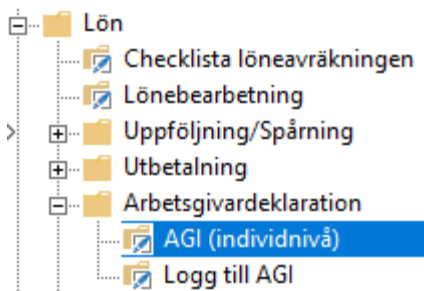 Lön
Checklista löneavräkningen
Lönebearbetning
Uppföljning/Spårning
Utbetalning
Arbetsgivardeklaration
AGI (individnivå)
Logg till AGI